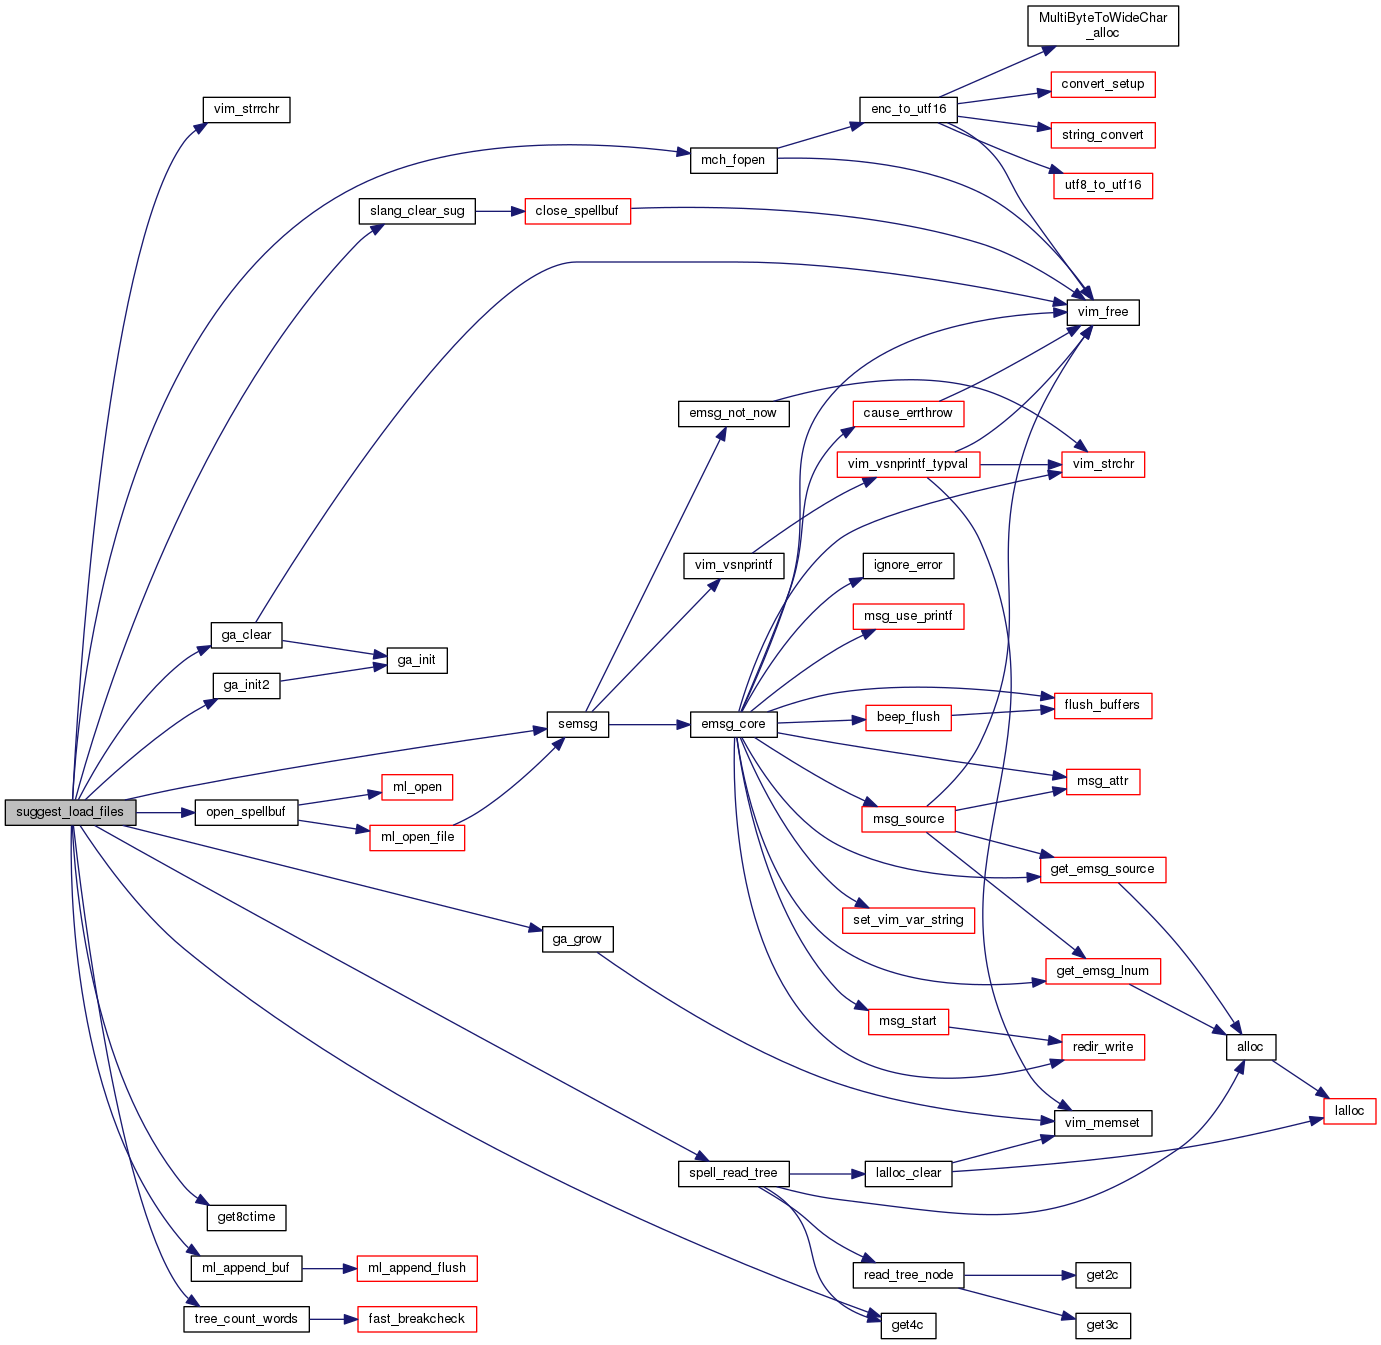 MultiByteToWideChar
_alloc
convert_setup
vim_strrchr
enc_to_utf16
string_convert
mch_fopen
utf8_to_utf16
slang_clear_sug
close_spellbuf
vim_free
emsg_not_now
cause_errthrow
vim_vsnprintf_typval
vim_strchr
vim_vsnprintf
ignore_error
msg_use_printf
ga_clear
ga_init
ga_init2
flush_buffers
semsg
emsg_core
beep_flush
msg_attr
ml_open
suggest_load_files
open_spellbuf
msg_source
ml_open_file
get_emsg_source
set_vim_var_string
ga_grow
get_emsg_lnum
msg_start
redir_write
alloc
lalloc
vim_memset
spell_read_tree
lalloc_clear
get8ctime
ml_append_buf
ml_append_flush
read_tree_node
get2c
tree_count_words
fast_breakcheck
get4c
get3c